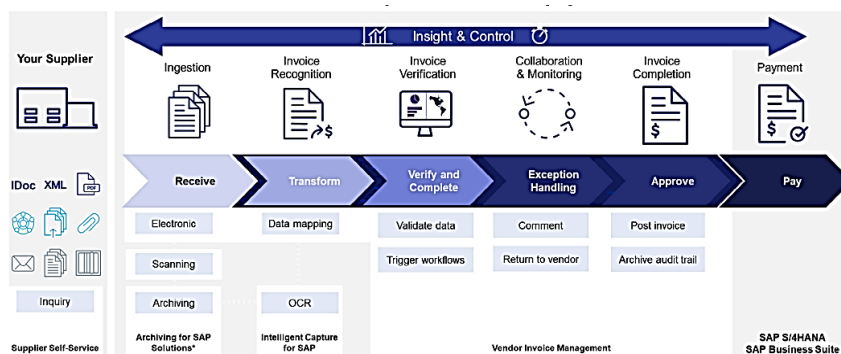 Insight & Control
Your Supplier
Ingestion
Invoice
Recognition
Invoice
Verification
Collaboration
& Monitoring
Invoice
Completion
Payment
$
$
$
IDoc XML PDF
Receive
Transform
Verify and
Complete
Exception
Handling
Approve
Pay
Electronic
Data mapping
Validate data
Comment
Post invoice
Scanning
Trigger workflows
Return to vendor
Archive audit trail
Inquiry
Archiving
OCR
Supplier Self-Service
Archiving for SAP
Solutions*
Intelligent Capture
for SAP
Vendor Invoice Management
SAP S/4HANA
SAP Business Suite